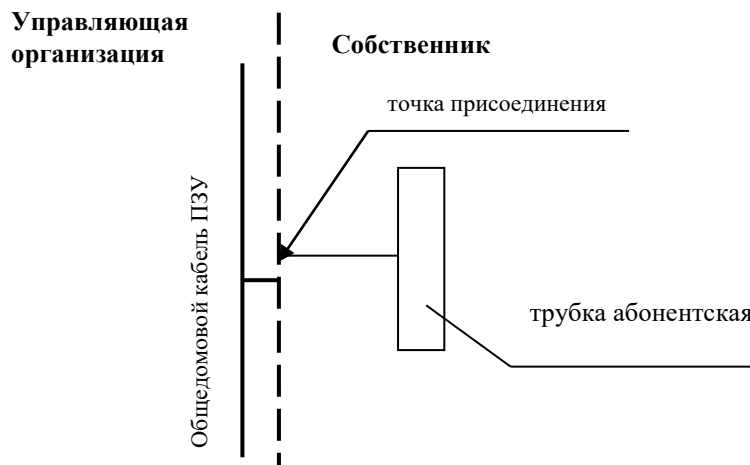 Управляющая
организация
Собственник
точка присоединения
Общедомовой кабель ПЗУ
трубка абонентская